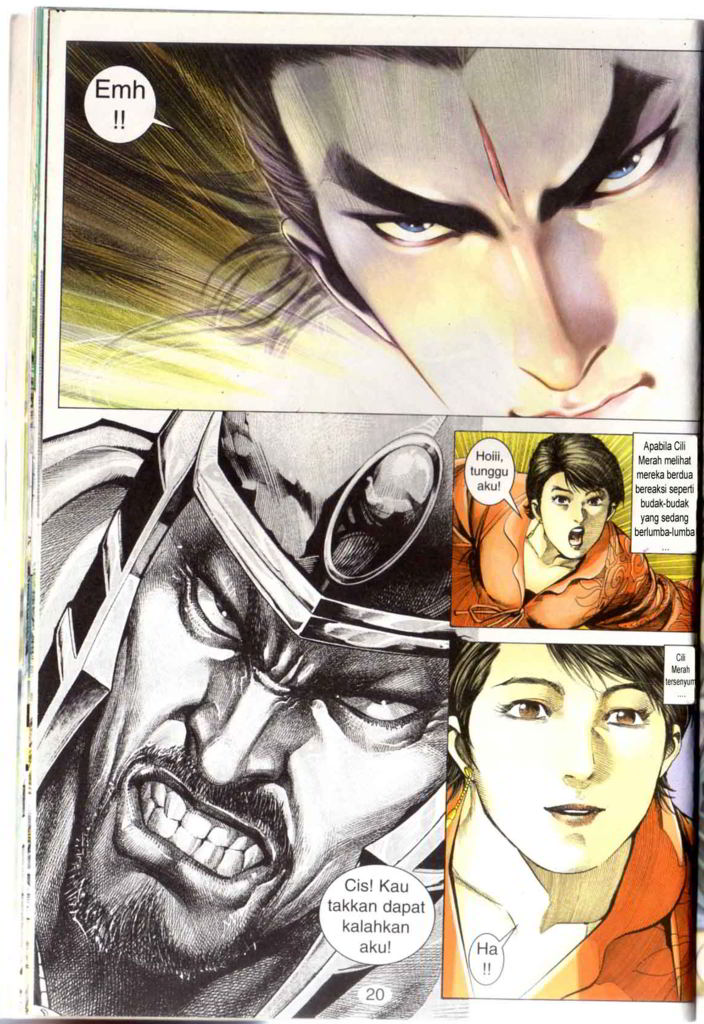 Emh
!!
Hoiii,
tunggu
aku!
Apabila Cili
Merah melihat
mereka berdua
bereaksi seperti
budak-budak
yang sedang
berlumba-lumba
...
Cili
Merah
tersenyum
....
Cis! Kau
takkan dapat
kalahkan
aku!
Ha
!!
20